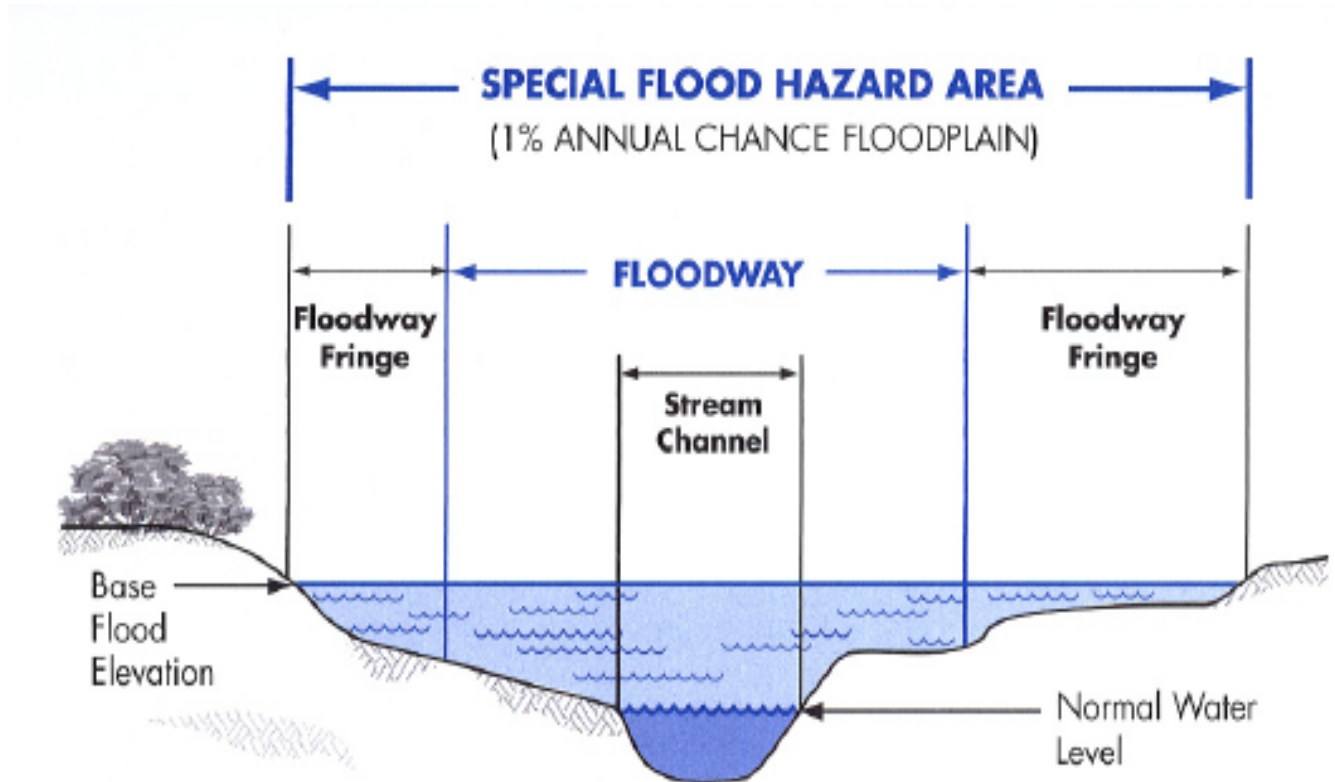 SPECIAL FLOOD HAZARD AREA
(1% ANNUAL CHANCE FLOODPLAIN)
FLOODWAY
Floodway
Fringe
Floodway
Fringe
Stream
Channel
Base
Flood
Elevation
Normal Water
Level